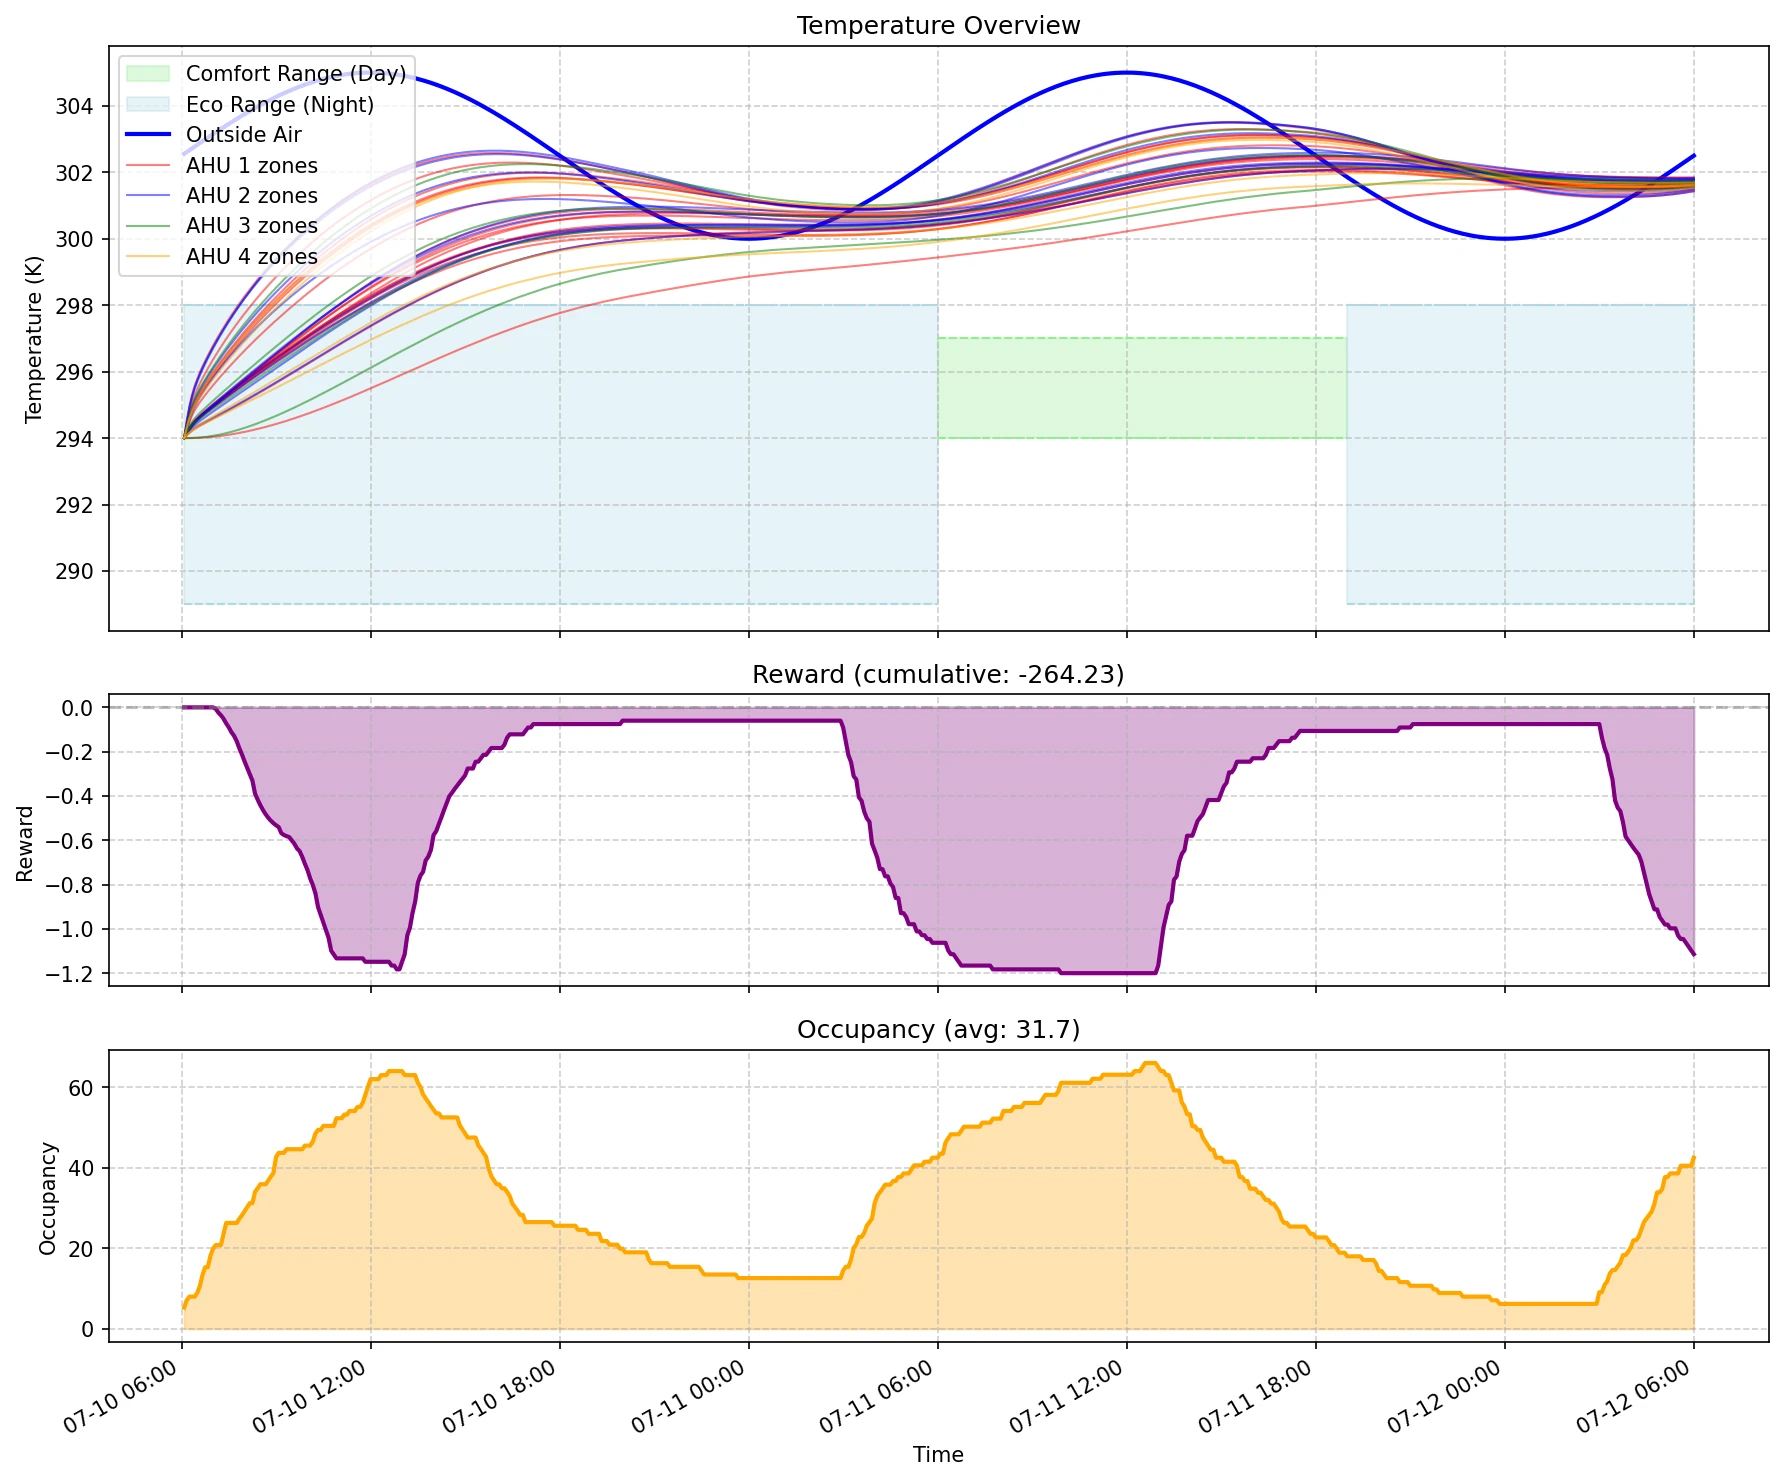 Temperature Overview
Comfort Range (Day)
Eco Range (Night)
Outside Air
AHU 1 zones
AHU 2 zones
AHU 3 zones
AHU 4 zones
Temperature (K)
304
302
300
298
296
294
292
290
Reward (cumulative: -264.23)
Reward
0.0
−0.2
−0.4
−0.6
−0.8
−1.0
−1.2
Occupancy (avg: 31.7)
Occupancy
60
40
20
0
07-10 06:00
07-10 12:00
07-10 18:00
07-11 00:00
07-11 06:00
07-11 12:00
07-11 18:00
07-12 00:00
07-12 06:00
Time